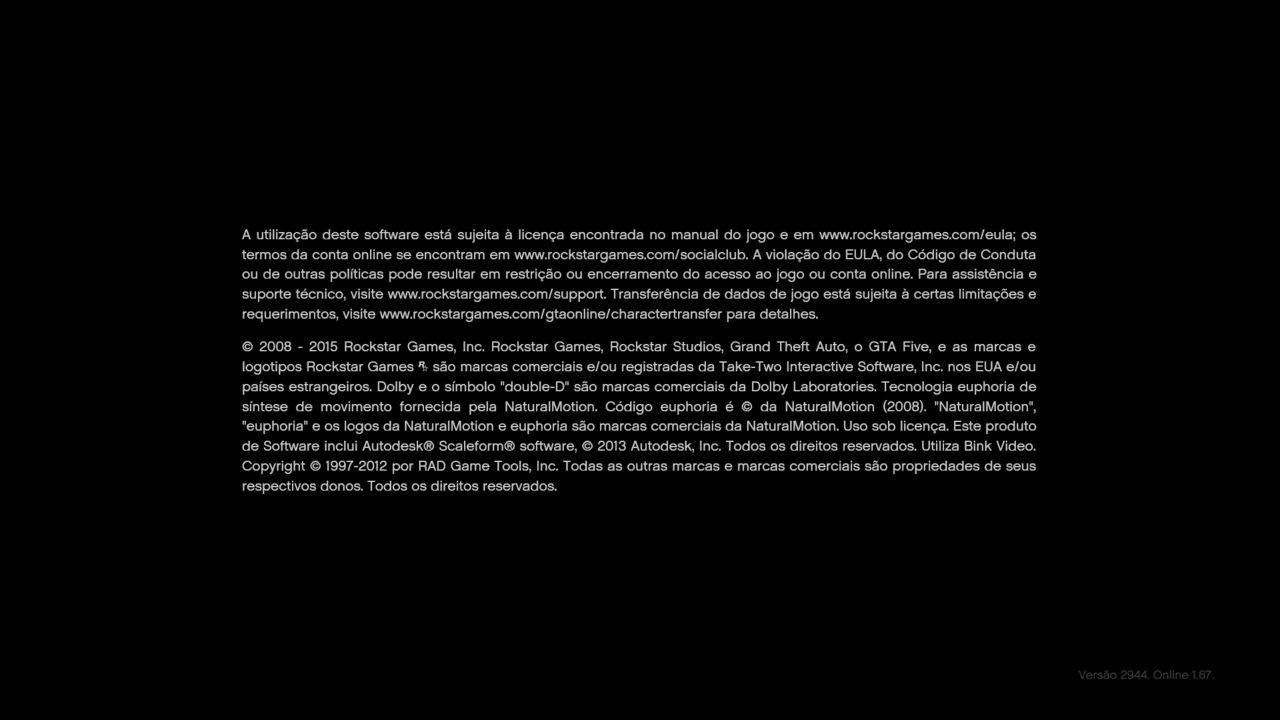 A utilização deste software está sujeita à licença encontrada no manual do jogo e em www.rockstargames.com/eula; os
termos da conta online se encontram em www.rockstargames.com/socialclub. A violação do EULA, do Código de Conduta
ou de outras políticas pode resultar em restrição ou encerramento do acesso ao jogo ou conta online. Para assistência e
suporte técnico, visite www.rockstargames.com/support. Transferência de dados de jogo está sujeita à certas limitações e
requerimentos, visite www.rockstargames.com/gtaonline/charactertransfer para detalhes.
© 2008 - 2015 Rockstar Games, Inc. Rockstar Games, Rockstar Studios, Grand Theft Auto, o GTA Five, e as marcas e
logotipos Rockstar Games R* são marcas comerciais e/ou registradas da Take-Two Interactive Software, Inc. nos EUA e/ou
países estrangeiros. Dolby e o símbolo "double-D" são marcas comerciais da Dolby Laboratories. Tecnologia euphoria de
síntese de movimento fornecida pela NaturalMotion. Código euphoria é © da NaturalMotion (2008). "NaturalMotion",
"euphoria" e os logos da NaturalMotion e euphoria são marcas comerciais da NaturalMotion. Uso sob licença. Este produto
de Software inclui Autodesk® Scaleform® software, © 2013 Autodesk, Inc. Todos os direitos reservados. Utiliza Bink Video.
Copyright © 1997-2012 por RAD Game Tools, Inc. Todas as outras marcas e marcas comerciais são propriedades de seus
respectivos donos. Todos os direitos reservados.
Versão 2944. Online 1.67.